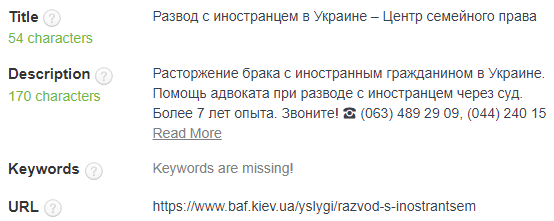 Title ? Развод с иностранцем в Украине – Центр семейного права
54 characters
Description ? Расторжение брака с иностранным гражданином в Украине.
170 characters Помощь адвоката при разводе с иностранцем через суд.
Более 7 лет опыта. Звоните! ☎ (063) 489 29 09, (044) 240 15
Read More
Keywords ? Keywords are missing!
URL ? https://www.baf.kiev.ua/yslygi/razvod-s-inostrantsem